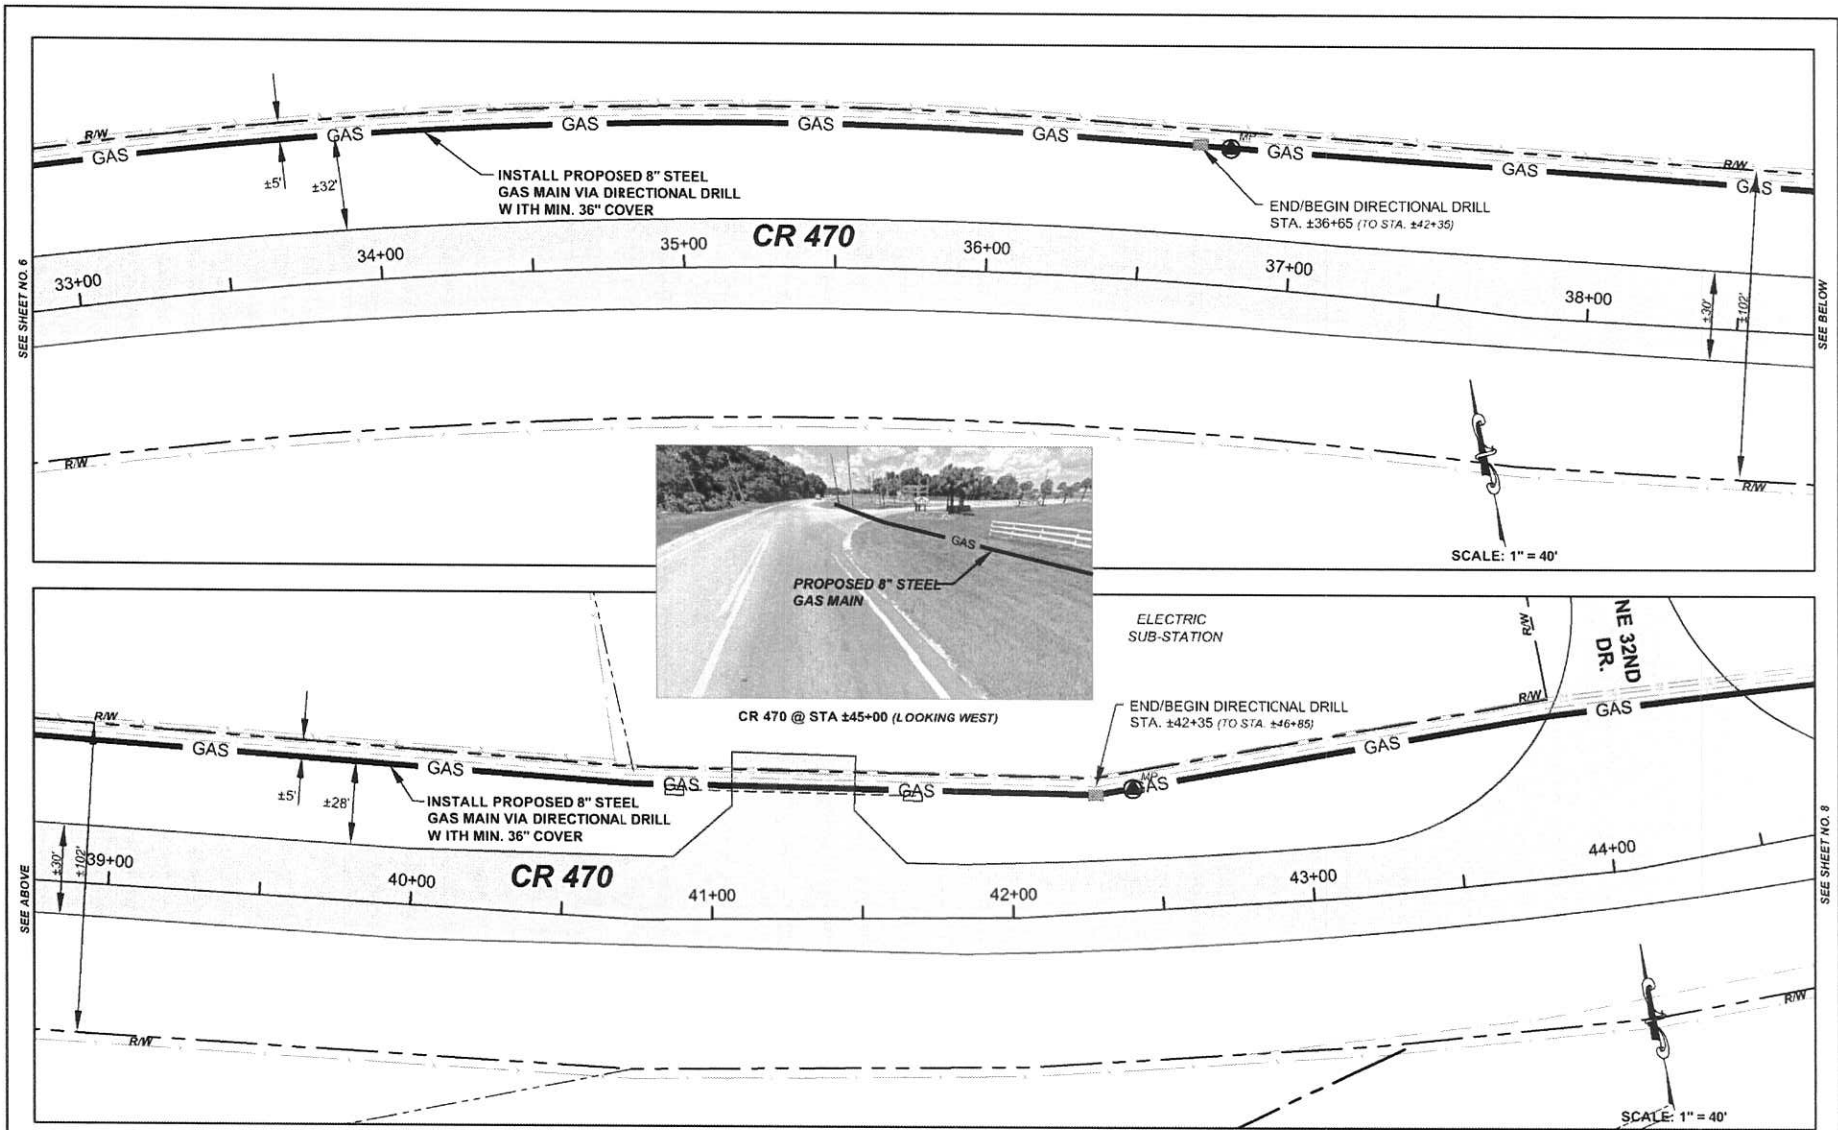 R/W
GAS
GAS
GAS
GAS
GAS
MP
GAS
GAS
R/W
GAS
±5'
±32'
INSTALL PROPOSED 8" STEEL
GAS MAIN VIA DIRECTIONAL DRILL
W ITH MIN. 36" COVER
END/BEGIN DIRECTIONAL DRILL
STA. ±36+65 (TO STA. ±42+35)
SEE SHEET NO. 6
33+00
34+00
35+00
CR 470
36+00
37+00
38+00
±30'
±102'
SEE BELOW
R/W
R/W
SCALE: 1" = 40'
GAS
PROPOSED 8" STEEL
GAS MAIN
CR 470 @ STA ±45+00 (LOOKING WEST)
ELECTRIC
SUB-STATION
R/W
NE 32ND
DR.
R/W
GAS
GAS
GAS
GAS
GAS
MP
AS
R/W
GAS
GAS
END/BEGIN DIRECTIONAL DRILL
STA. ±42+35 (TO STA. ±46+85)
±5'
±28'
INSTALL PROPOSED 8" STEEL
GAS MAIN VIA DIRECTIONAL DRILL
W ITH MIN. 36" COVER
SEE ABOVE
±30'
±102'
39+00
40+00
CR 470
41+00
42+00
43+00
44+00
SEE SHEET NO. 8
R/W
R/W
SCALE: 1" = 40'